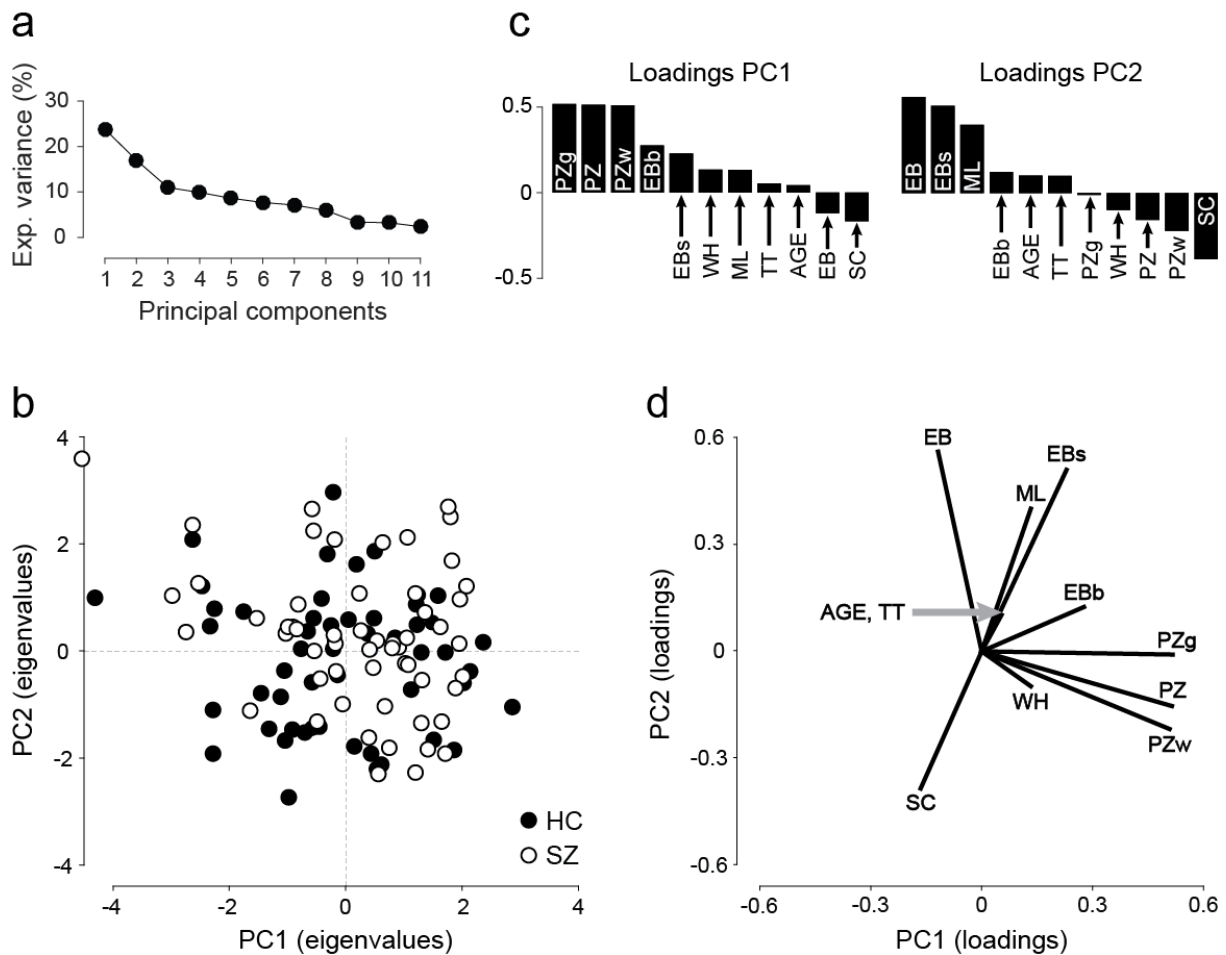 a
Exp. variance (%)
30
20
10
0
1 2 3 4 5 6 7 8 9 10 11
Principal components
c
Loadings PC1
0.5
0
-0.5
PZg PZ PZw EBb EBs WH ML TT AGE EB SC
Loadings PC2
EB EBs ML EBb AGE TT PZg WH PZ PZw SC
b
PC2 (eigenvalues)
4
2
0
-2
-4
-4 -2 0 2 4
PC1 (eigenvalues)
HC
SZ
d
PC2 (loadings)
0.6
0.3
0
-0.3
-0.6
-0.6 -0.3 0 0.3 0.6
PC1 (loadings)
EB
EBs
ML
EBb
AGE, TT
PZg
WH
PZ
PZw
SC